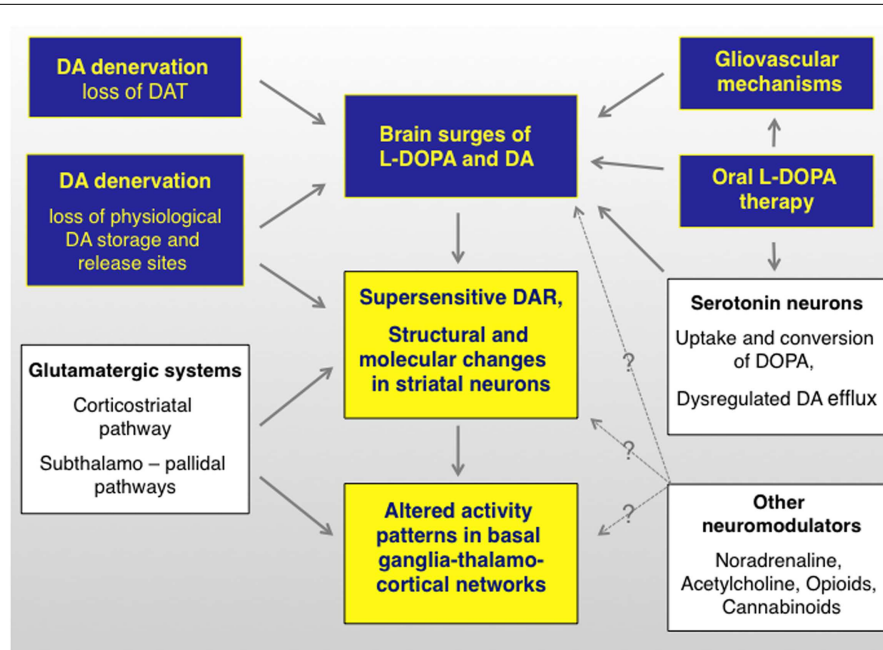 DA denervation
loss of DAT
DA denervation
loss of physiological
DA storage and
release sites
Glutamatergic systems
Corticostriatal
pathway
Subthalamo – pallidal
pathways
Brain surges of
L-DOPA and DA
Supersensitive DAR,
Structural and
molecular changes
in striatal neurons
Altered activity
patterns in basal
ganglia-thalamo-
cortical networks
Gliovascular
mechanisms
Oral L-DOPA
therapy
Serotonin neurons
Uptake and conversion
of DOPA,
Dysregulated DA efflux
Other
neuromodulators
Noradrenaline,
Acetylcholine, Opioids,
Cannabinoids
?
?
?